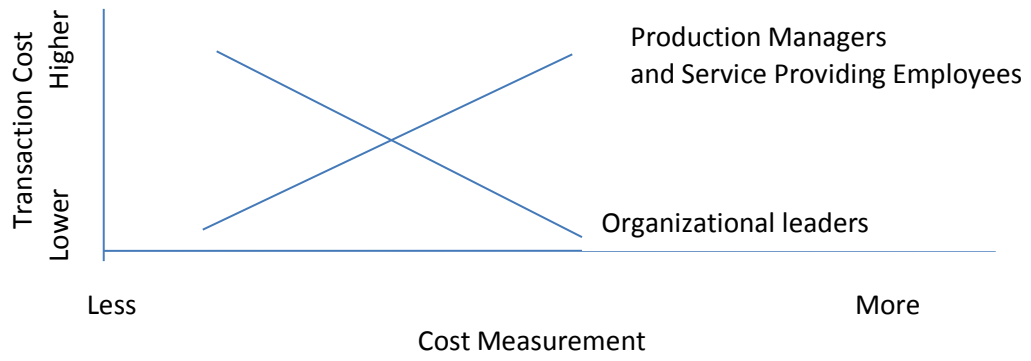 Transaction Cost
Higher
Lower
Production Managers
and Service Providing Employees
Organizational leaders
Less
More
Cost Measurement